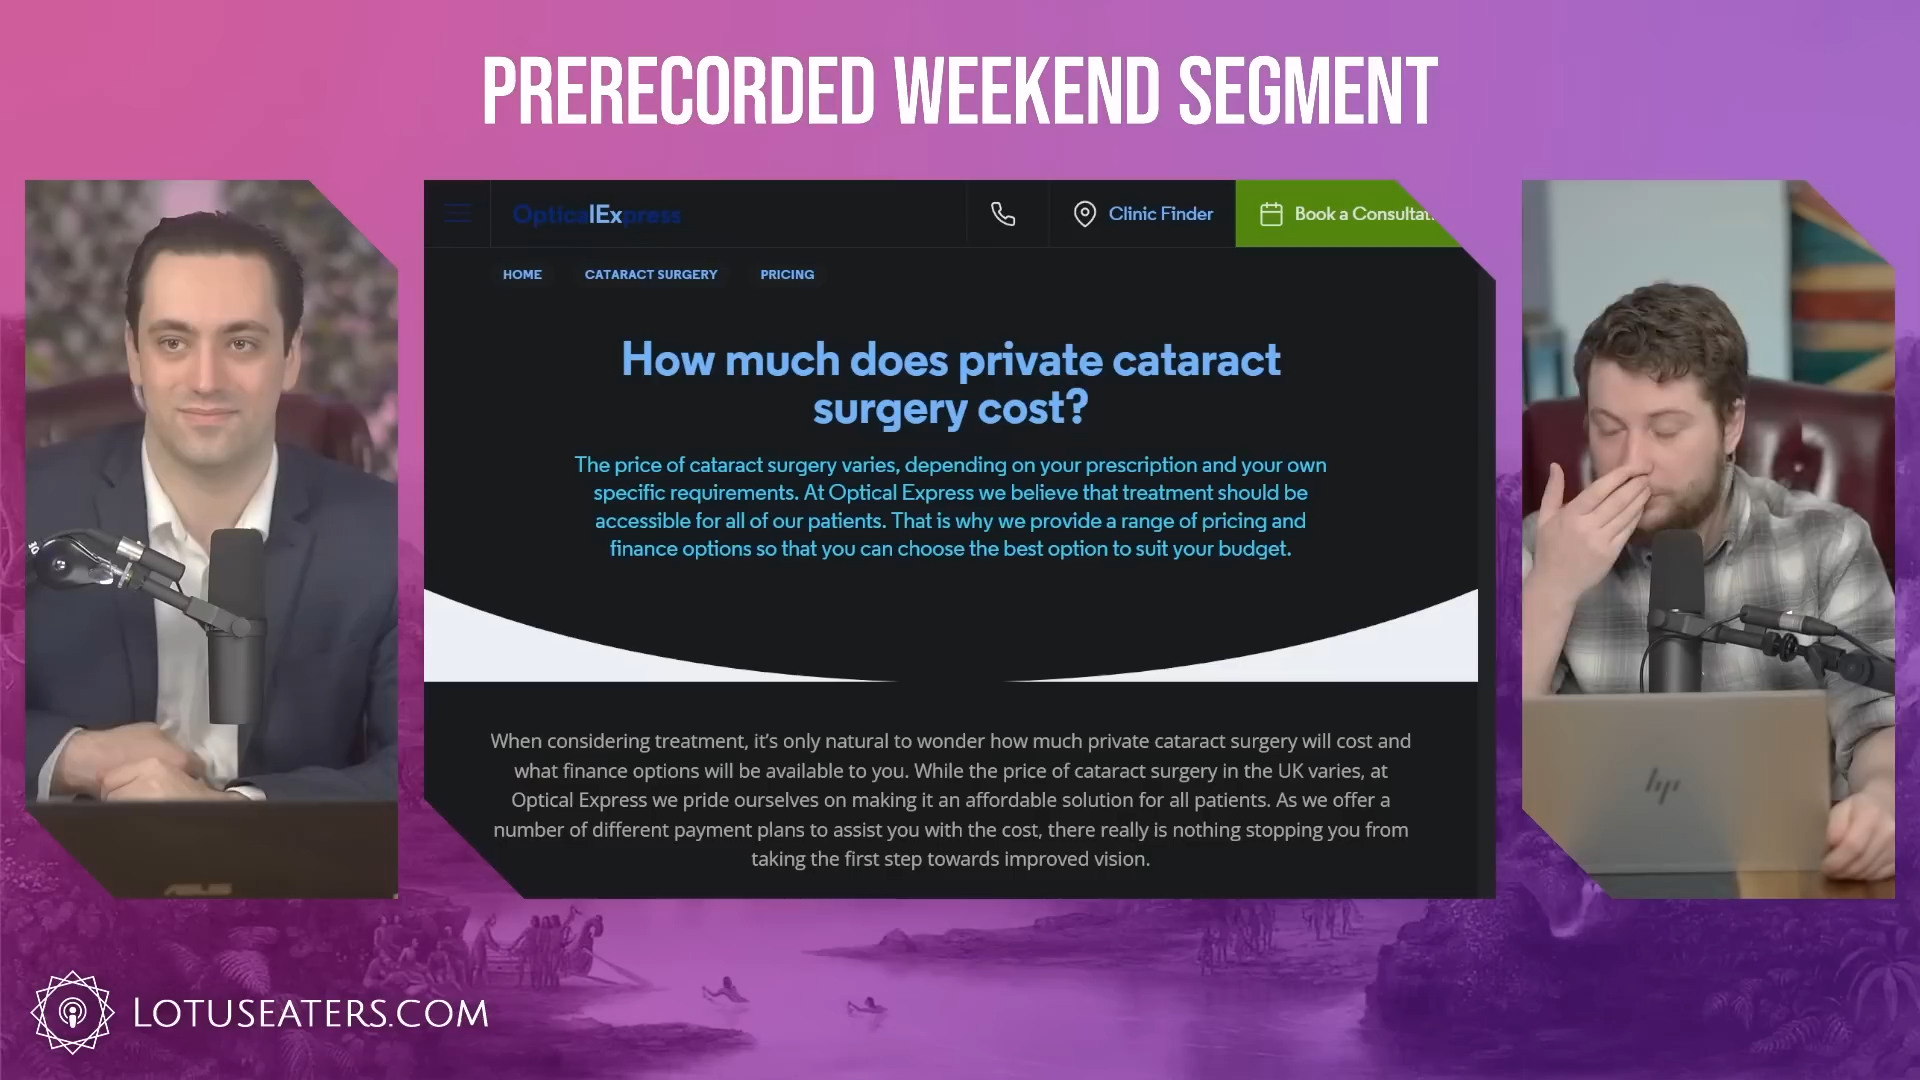 PRERECORDED WEEKEND SEGMENT
OpticalExpress
Clinic Finder
Book a Consultat
HOME
CATARACT SURGERY
PRICING
How much does private cataract
surgery cost?
The price of cataract surgery varies, depending on your prescription and your own
specific requirements. At Optical Express we believe that treatment should be
accessible for all of our patients. That is why we provide a range of pricing and
finance options so that you can choose the best option to suit your budget.
When considering treatment, it's only natural to wonder how much private cataract surgery will cost and
what finance options will be available to you. While the price of cataract surgery in the UK varies, at
Optical Express we pride ourselves on making it an affordable solution for all patients. As we offer a
number of different payment plans to assist you with the cost, there really is nothing stopping you from
taking the first step towards improved vision.
ASUS
hp
LOTUSEATERS.COM